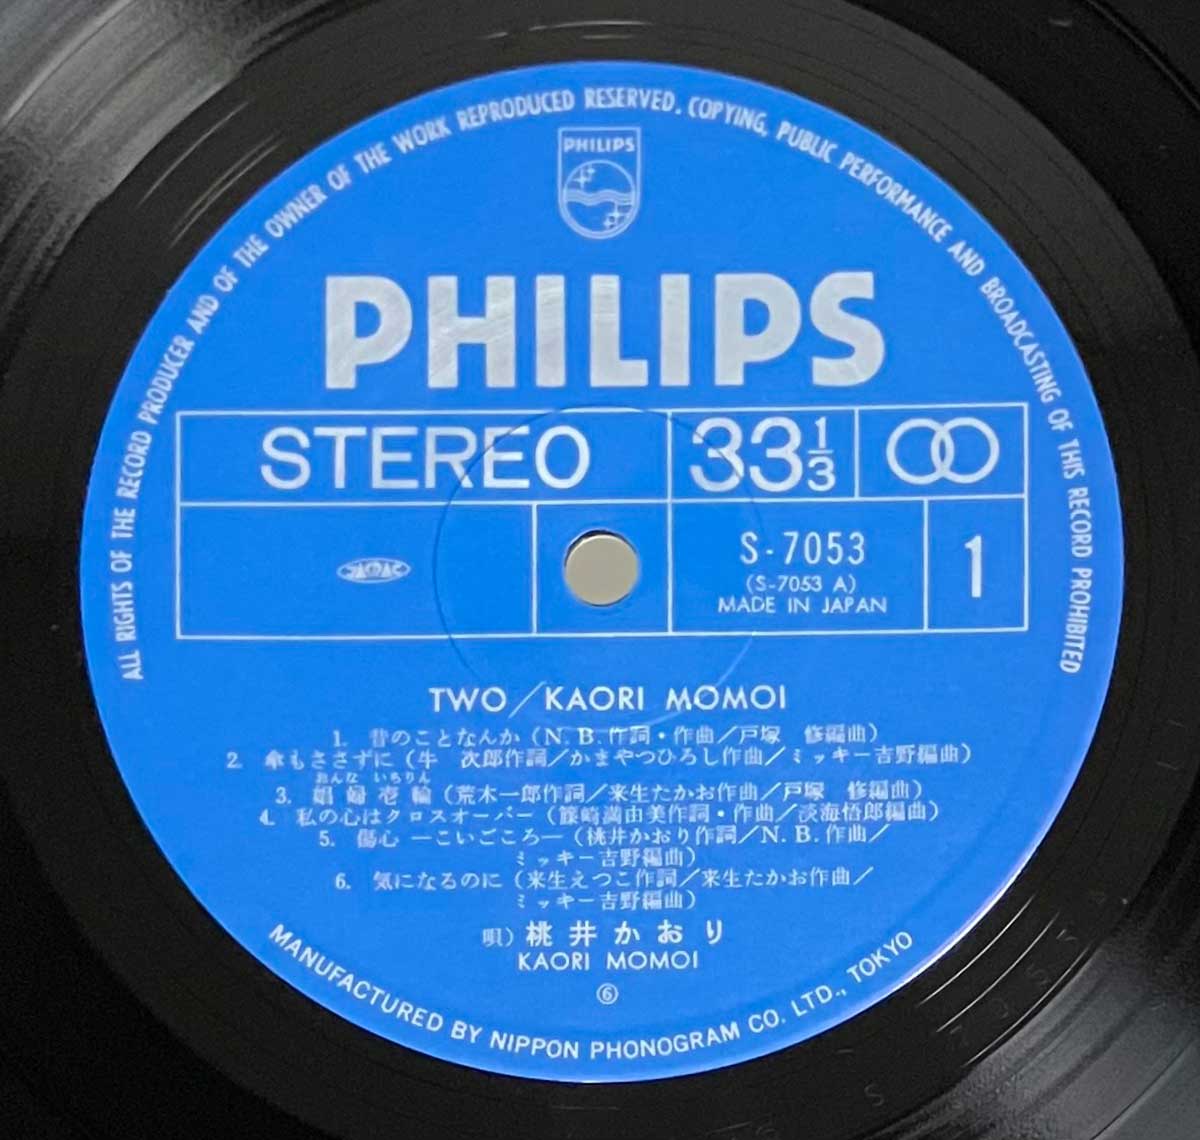 ALL RIGHTS OF THE RECORD PRODUCER AND OF THE OWNER OF THE WORK REPRODUCED RESERVED. COPYING, PUBLIC PERFORMANCE AND BROADCASTING OF THIS RECORD PROHIBITED
PHILIPS
PHILIPS
STEREO
33 1/3
JASRAC
S-7053
(S-7053 A)
MADE IN JAPAN
1
TWO/KAORI MOMOI
1. 昔のことなんか（N.B.作詞・作曲／戸塚 修編曲）
2. 傘もささずに（牛 次郎作詞／かまやつひろし作曲／ミッキー吉野編曲）
おんな いちりん
3. 娼婦壱輪（荒木一郎作詞／来生たかお作曲／戸塚 修編曲）
4. 私の心はクロスオーバー（篠崎満由美作詞・作曲／淡海悟郎編曲）
5. 傷心 —こいごころ—（桃井かおり作詞／N.B.作曲／
ミッキー吉野編曲）
6. 気になるのに（来生えつこ作詞／来生たかお作曲／
ミッキー吉野編曲）
唄）桃井かおり
KAORI MOMOI
⑥
MANUFACTURED BY NIPPON PHONOGRAM CO. LTD., TOKYO